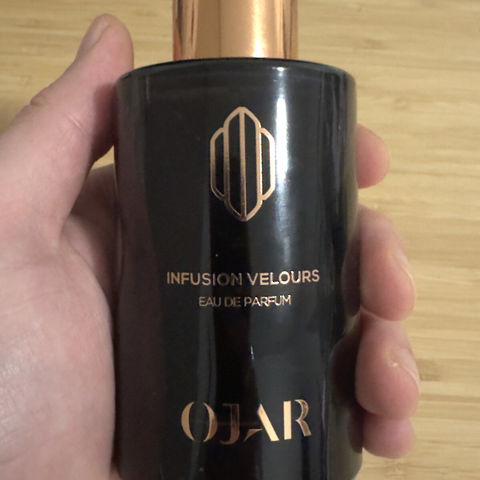 INFUSION VELOURS
EAU DE PARFUM
OJAR